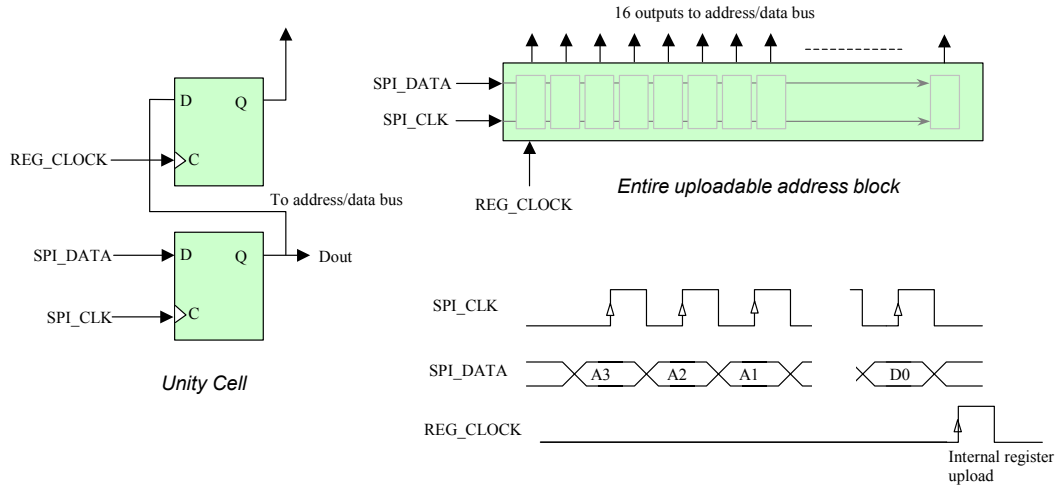 16 outputs to address/data bus
D
Q
REG_CLOCK
C
To address/data bus
SPI_DATA
D
Q
Dout
SPI_CLK
C
Unity Cell
SPI_DATA
SPI_CLK
REG_CLOCK
Entire uploadable address block
SPI_CLK
SPI_DATA
A3
A2
A1
D0
REG_CLOCK
Internal register
upload